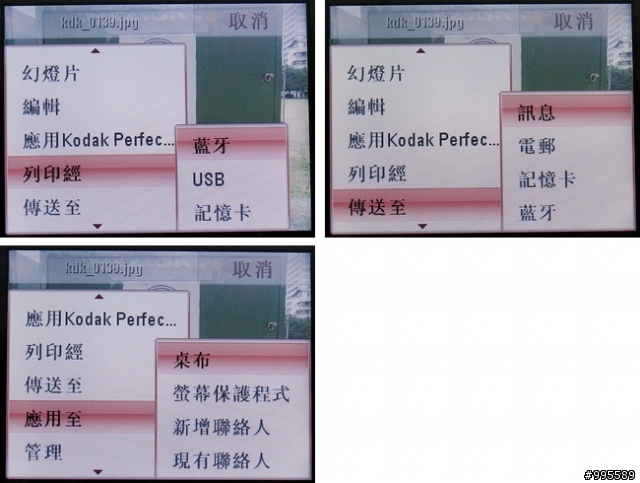 kdk_0139.jpg 取消
幻燈片
編輯
應用Kodak Perfec...
列印經
傳送至
藍牙
USB
記憶卡
kdk_0139.jpg 取消
幻燈片
編輯
應用Kodak Perfec...
列印經
傳送至
訊息
電郵
記憶卡
藍牙
kdk_0139.jpg 取消
應用Kodak Perfec...
列印經
傳送至
應用至
管理
桌布
螢幕保護程式
新增聯絡人
現有聯絡人
#995589